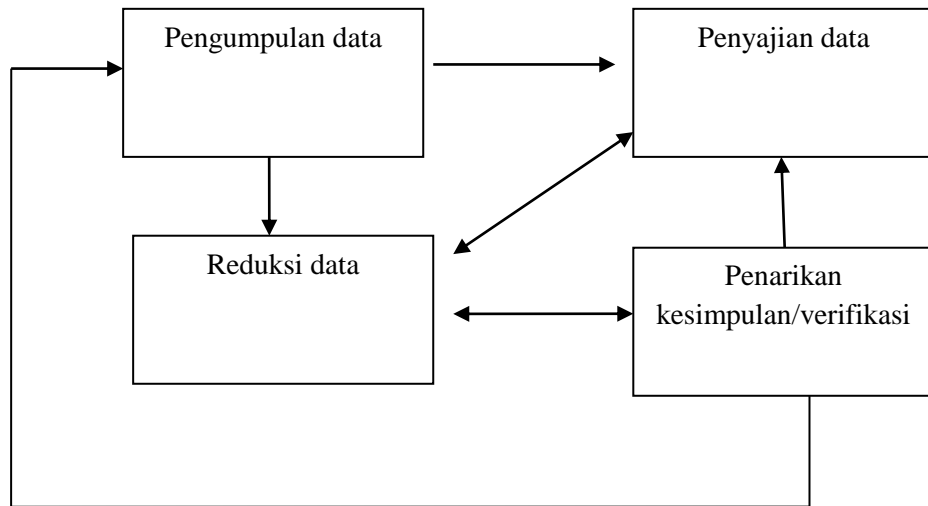 Pengumpulan data
Penyajian data
Reduksi data
Penarikan
kesimpulan/verifikasi